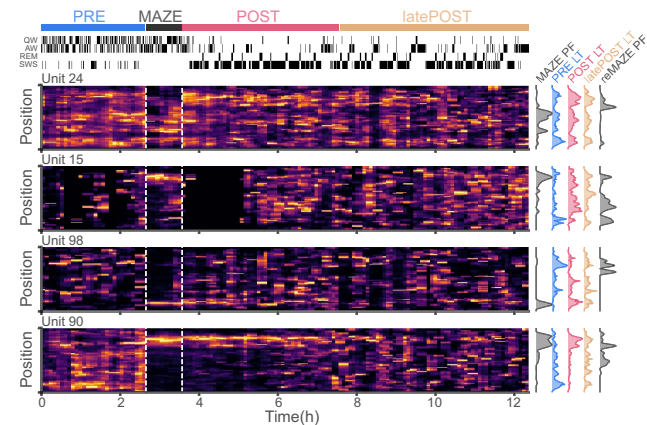 PRE MAZE POST latePOST
QW
AW
REM
SWS
MAZE PF
PRE LT
POST LT
latePOST LT
reMAZE PF
Unit 24
Position
Unit 15
Position
Unit 98
Position
Unit 90
Position
0 2 4 6 8 10 12
Time(h)